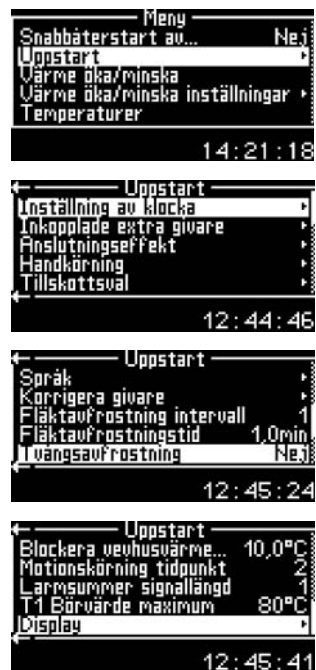 Meny
Snabbåterstart av... Nej
Uppstart
Värme öka/minska
Värme öka/minska inställningar
Temperaturer
14:21:18
Uppstart
Inställning av klocka
Inkopplade extra givare
Anslutningseffekt
Handkörning
Tillskottsval
12:44:46
Uppstart
Språk
Korrigera givare
Fläktavfrostning intervall 1
Fläktavfrostningstid 1,0min
Tvångsavfrostning Nej
12:45:24
Uppstart
Blockera vevhusvärme... 10,0°C
Motionskörning tidpunkt 2
Larmsummer signallängd 1
T1 Börvärde maximum 80°C
Display
12:45:41